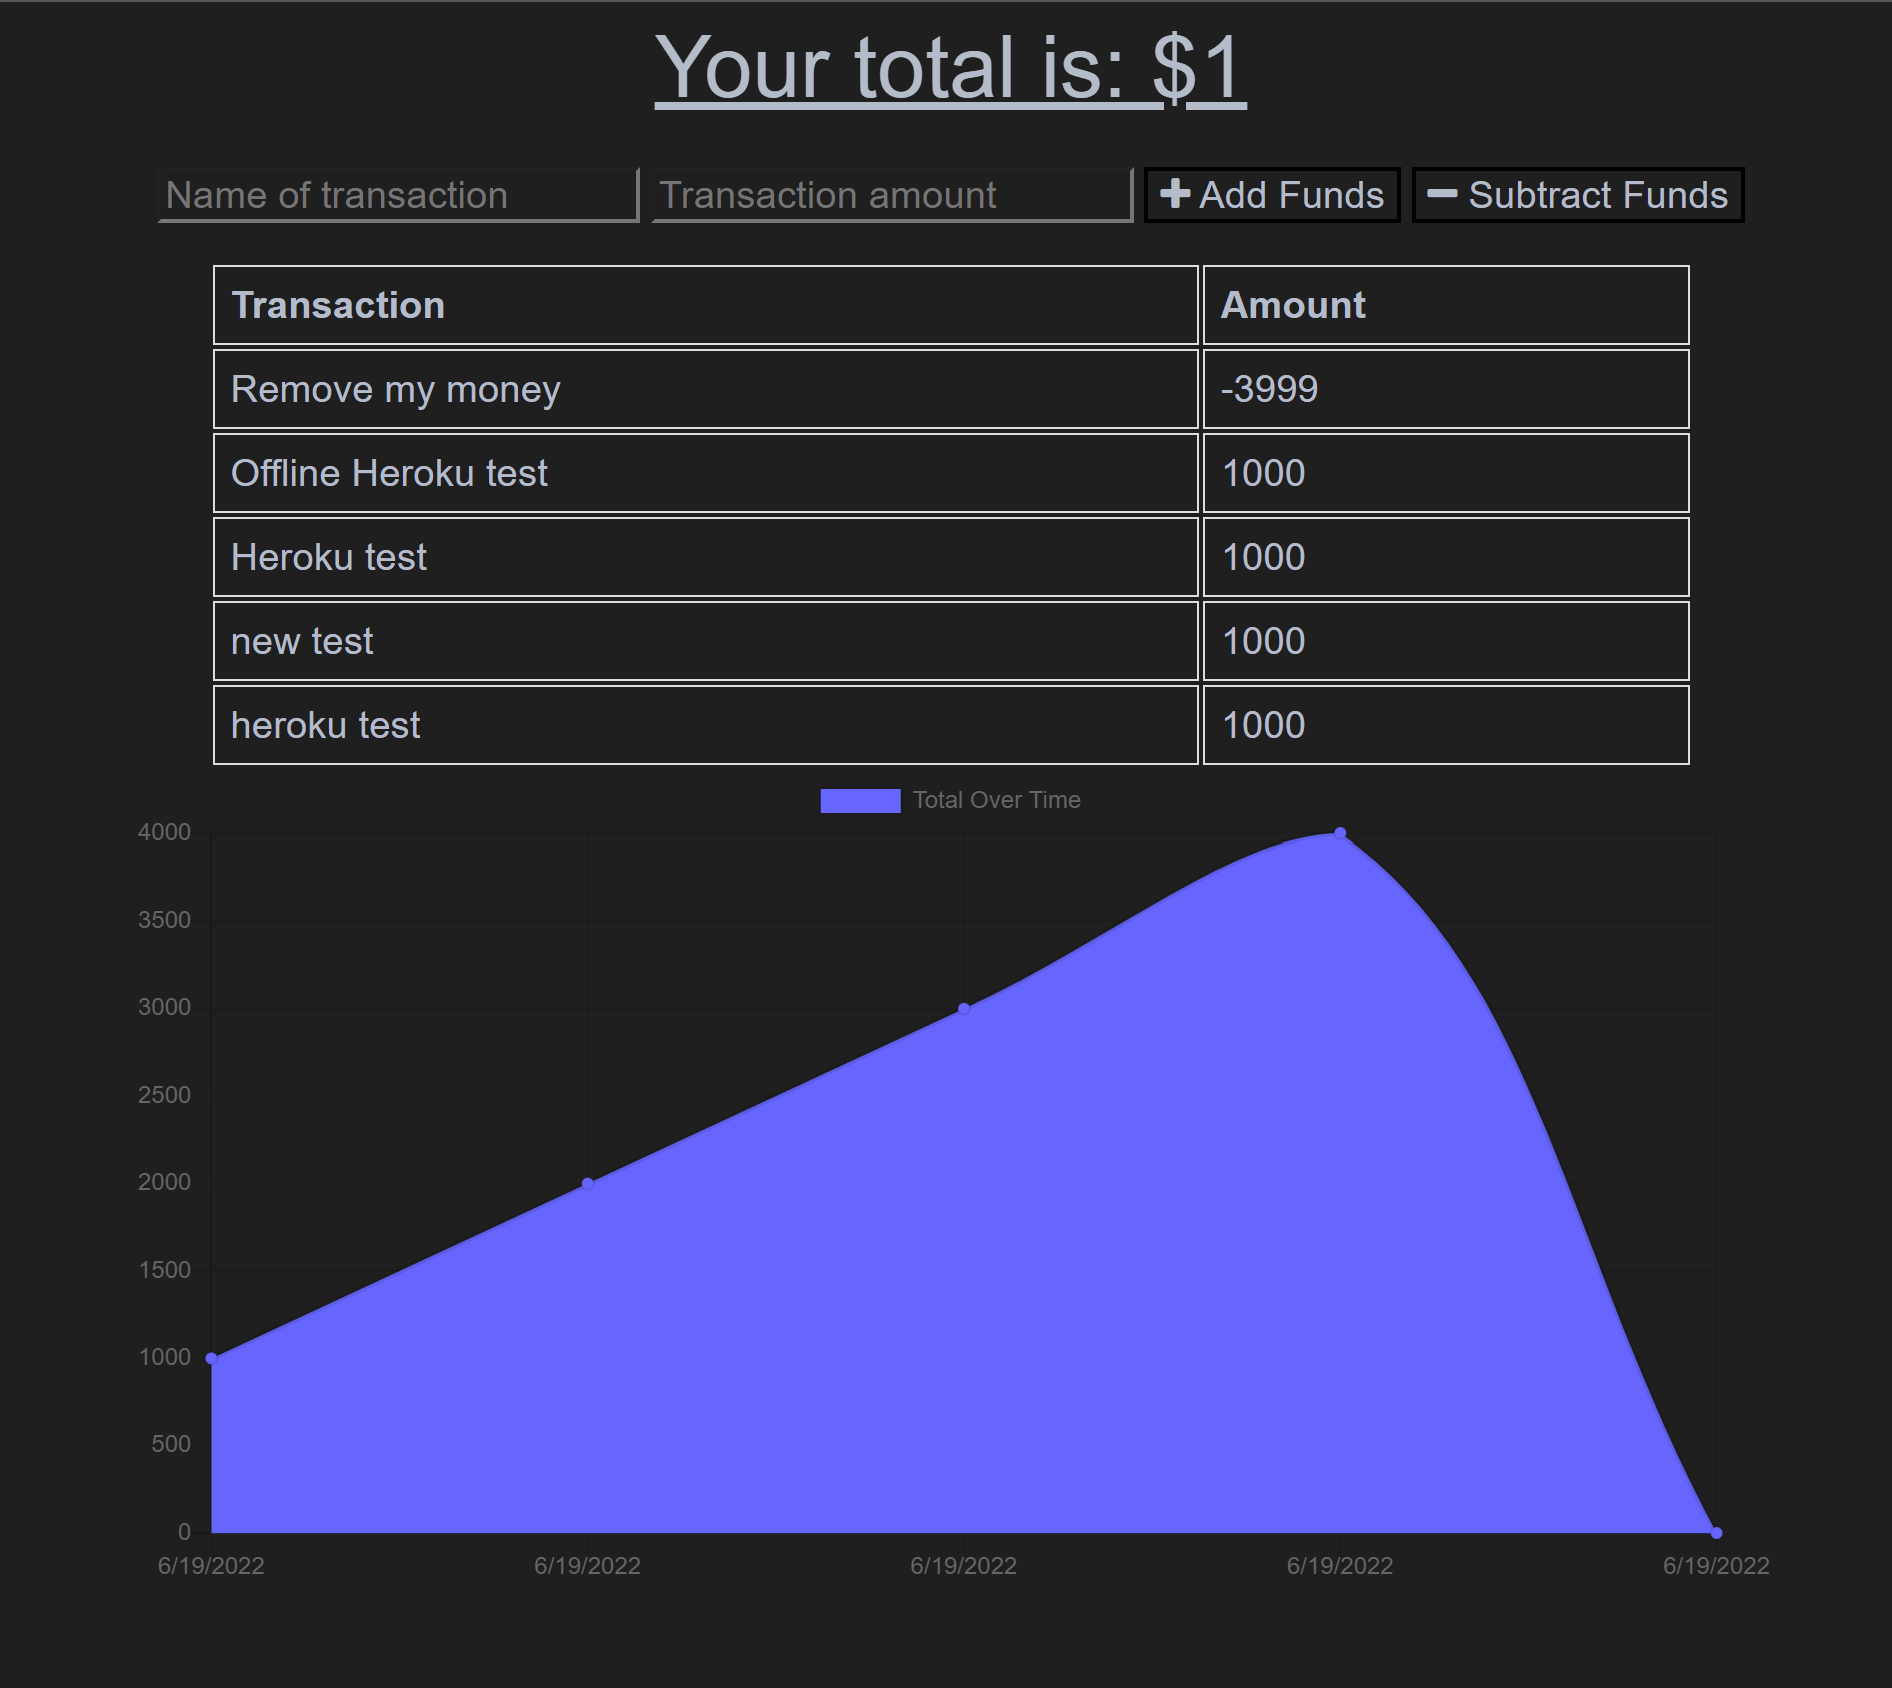 Your total is: $1
Name of transaction Transaction amount Add Funds Subtract Funds
Transaction Amount
Remove my money -3999
Offline Heroku test 1000
Heroku test 1000
new test 1000
heroku test 1000
Total Over Time
4000
3500
3000
2500
2000
1500
1000
500
0
6/19/2022 6/19/2022 6/19/2022 6/19/2022 6/19/2022